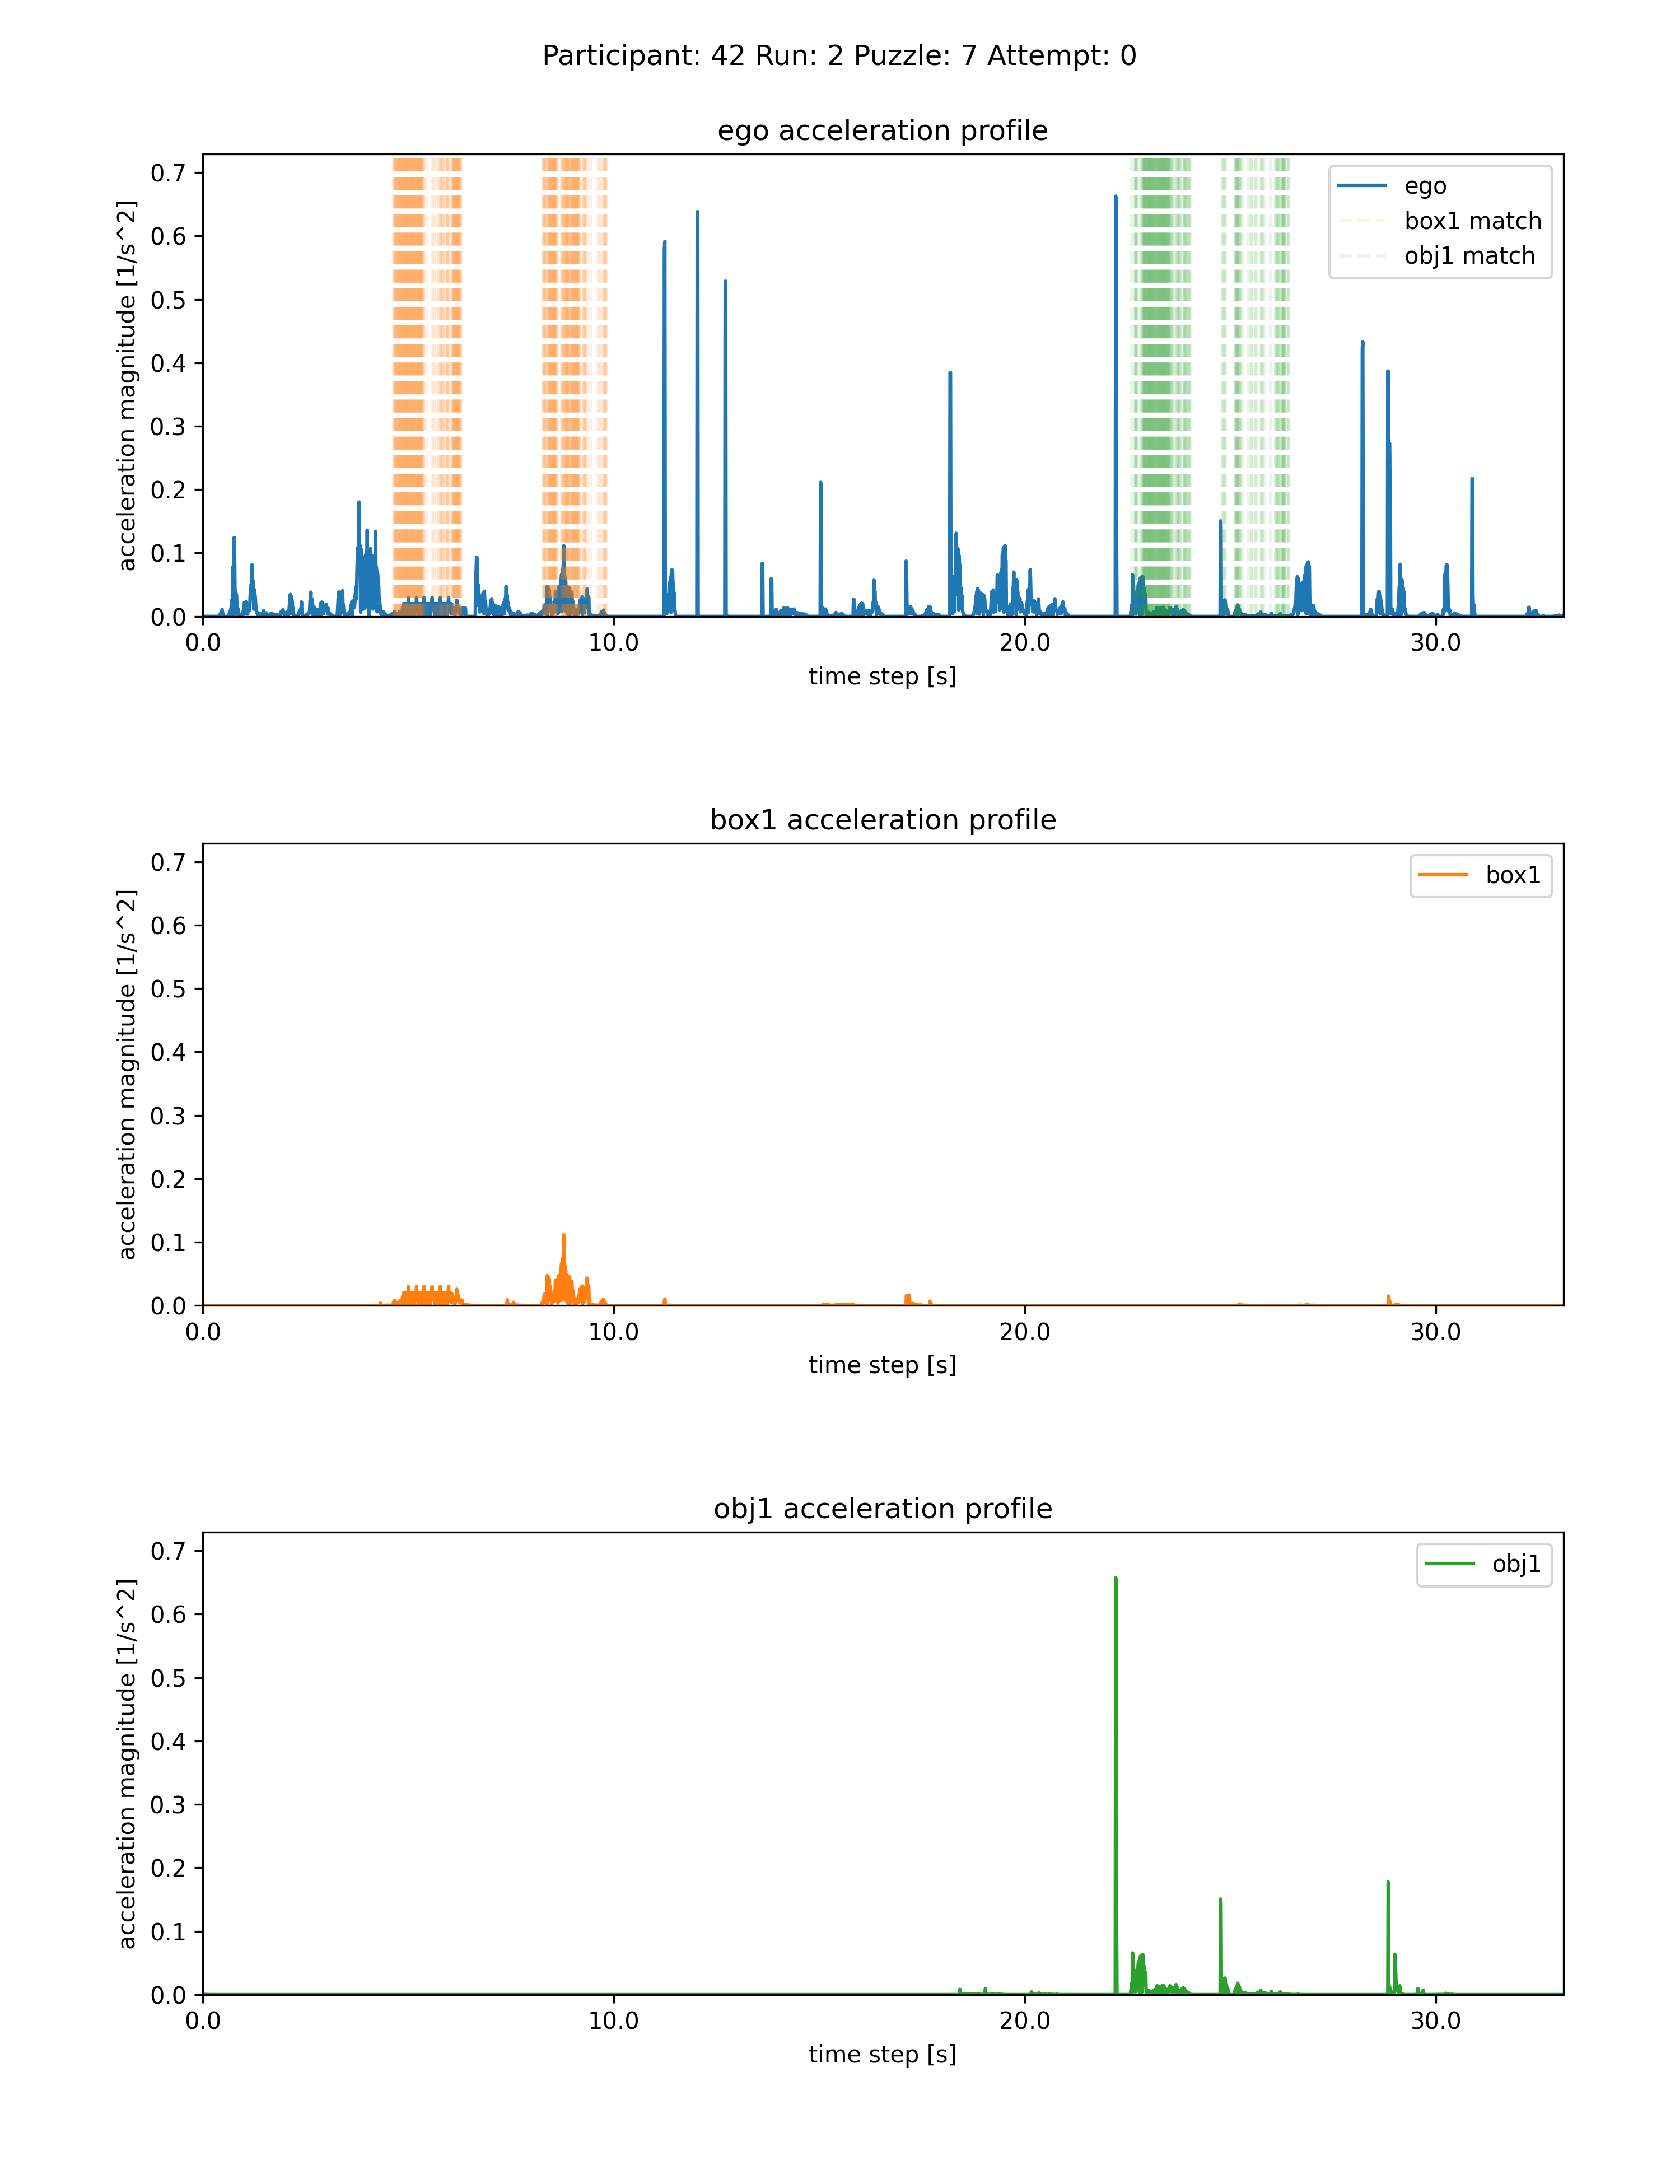 Participant: 42 Run: 2 Puzzle: 7 Attempt: 0
ego acceleration profile
acceleration magnitude [1/s^2]
0.7
0.6
0.5
0.4
0.3
0.2
0.1
0.0
ego
box1 match
obj1 match
0.0 10.0 20.0 30.0
time step [s]
box1 acceleration profile
acceleration magnitude [1/s^2]
0.7
0.6
0.5
0.4
0.3
0.2
0.1
0.0
box1
0.0 10.0 20.0 30.0
time step [s]
obj1 acceleration profile
acceleration magnitude [1/s^2]
0.7
0.6
0.5
0.4
0.3
0.2
0.1
0.0
obj1
0.0 10.0 20.0 30.0
time step [s]